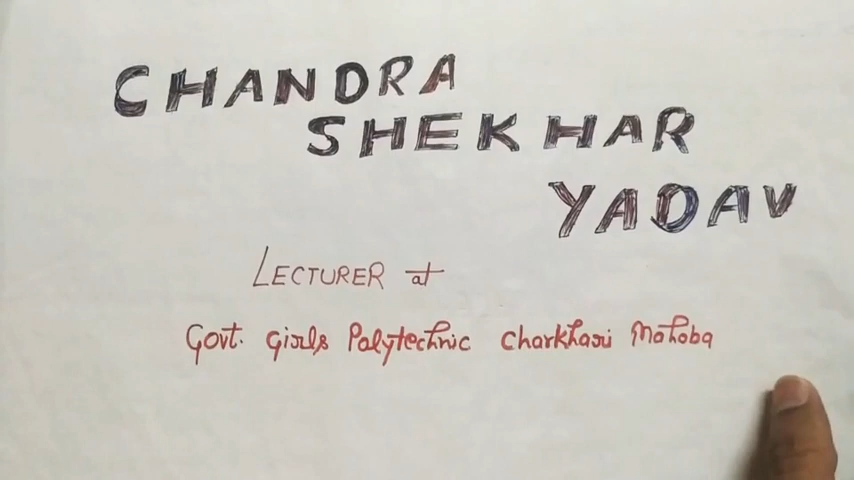 CHANDRA
SHEKHAR
YADAV
LECTURER at
Govt. Girls Polytechnic Charkhari Mahoba